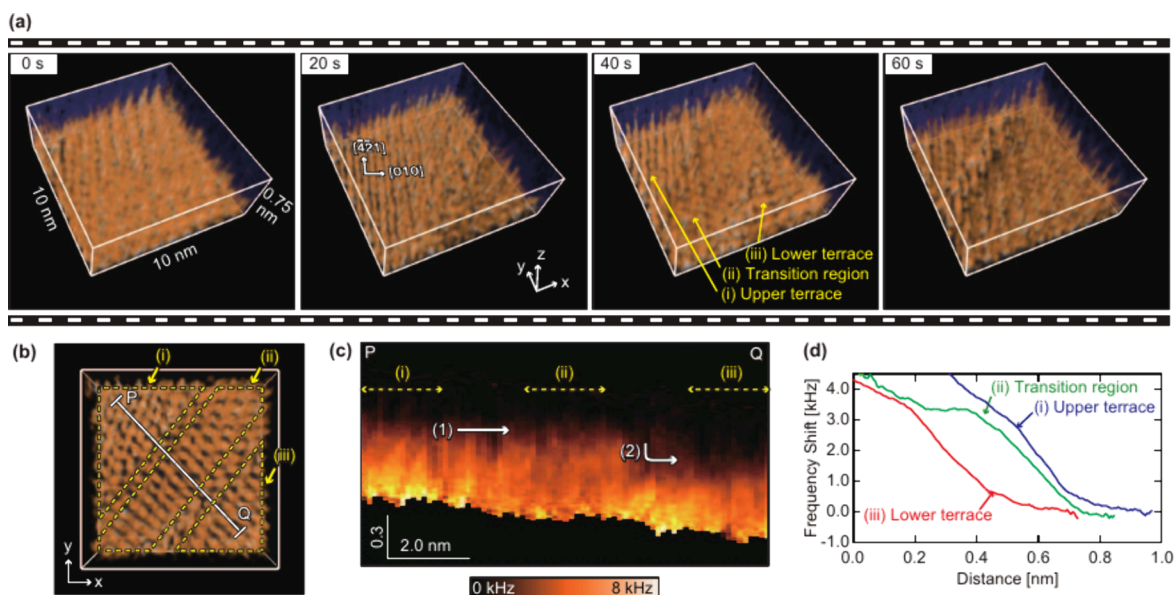 (a)
0 s
20 s
40 s
60 s
[4̅2̅1]
[010]
10 nm
10 nm
0.75
nm
z
y
x
(iii) Lower terrace
(ii) Transition region
(i) Upper terrace
(b)
(i)
(ii)
(iii)
P
Q
y
x
(c)
P
Q
(i)
(ii)
(iii)
(1)
(2)
0.3
2.0 nm
0 kHz
8 kHz
(d)
Frequency Shift [kHz]
4.0
3.0
2.0
1.0
0.0
-1.0
(ii) Transition region
(i) Upper terrace
(iii) Lower terrace
0.0
0.2
0.4
0.6
0.8
1.0
Distance [nm]